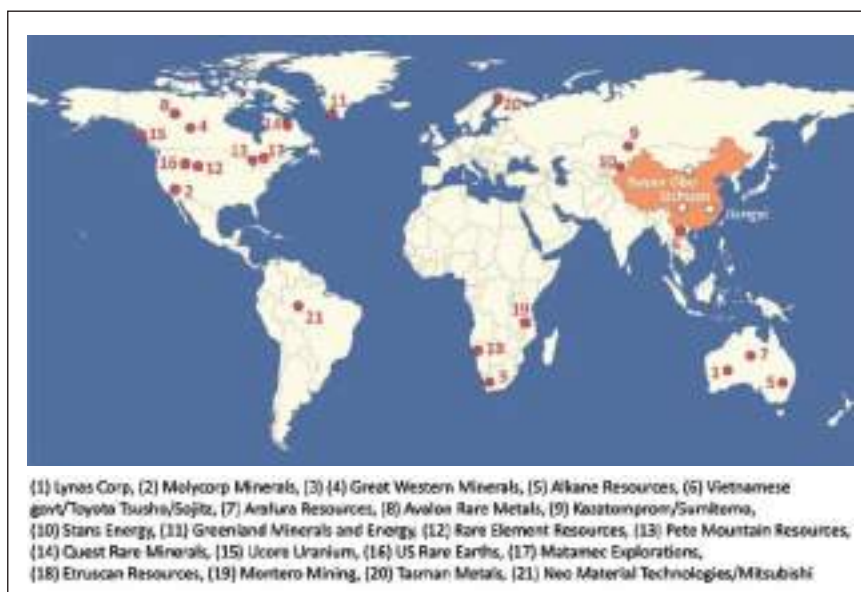 8
4
15
14
11
20
9
10
13
17
16
12
2
Bayan Obo
Sichuan
Jiangxi
6
21
19
18
3
1
7
5
(1) Lynas Corp, (2) Molycorp Minerals, (3) (4) Great Western Minerals, (5) Alkane Resources, (6) Vietnamese
govt/Toyota Tsusho/Sojitz, (7) Arafura Resources, (8) Avalon Rare Metals, (9) Kazatomprom/Sumitomo,
(10) Stans Energy, (11) Greenland Minerals and Energy, (12) Rare Element Resources, (13) Pele Mountain Resources,
(14) Quest Rare Minerals, (15) Ucore Uranium, (16) US Rare Earths, (17) Matamec Explorations,
(18) Etruscan Resources, (19) Montero Mining, (20) Tasman Metals, (21) Neo Material Technologies/Mitsubishi